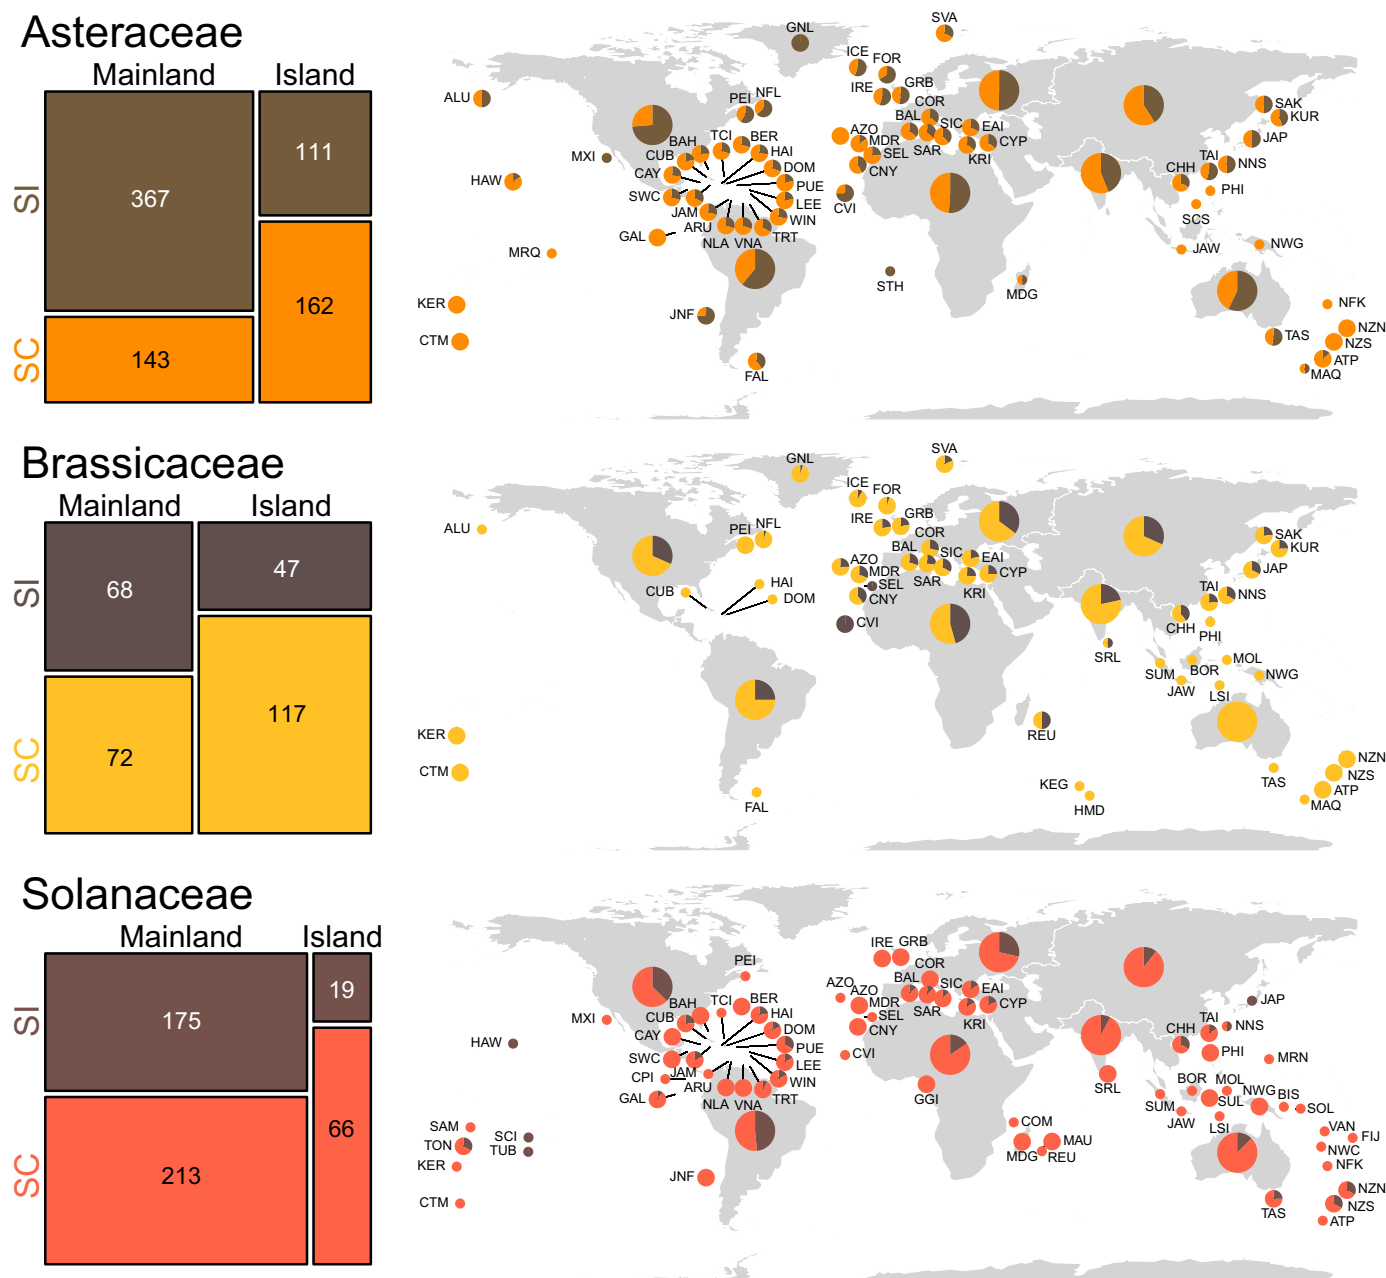 Asteraceae
Mainland Island
SI
367
111
SC
143
162
GNL
SVA
ICE
FOR
IRE
GRB
ALU
PEI
NFL
COR
BAL
SIC
EAI
SAR
KRI
CYP
SAK
KUR
JAP
AZO
MDR
SEL
CNY
CVI
BAH
TCI
BER
HAI
CUB
DOM
CAY
PUE
SWC
LEE
JAM
WIN
ARU
NLA
VNA
TRT
MXI
HAW
GAL
MRQ
KER
CTM
JNF
FAL
STH
MDG
CHH
TAI
NNS
PHI
SCS
JAW
NWG
NFK
TAS
NZN
NZS
ATP
MAQ
Brassicaceae
Mainland Island
SI
68
47
SC
72
117
GNL
SVA
ICE
FOR
IRE
GRB
ALU
PEI
NFL
COR
BAL
SIC
EAI
SAR
KRI
CYP
SAK
KUR
JAP
AZO
MDR
SEL
CNY
CVI
CUB
HAI
DOM
TAI
NNS
CHH
PHI
SRL
SUM
BOR
MOL
JAW
LSI
NWG
REU
KER
CTM
FAL
KEG
HMD
TAS
NZN
NZS
ATP
MAQ
Solanaceae
Mainland Island
SI
175
19
SC
213
66
PEI
IRE
GRB
COR
BAL
SIC
EAI
SAR
KRI
CYP
AZO
AZO
MDR
SEL
CNY
CVI
BAH
TCI
BER
HAI
CUB
DOM
CAY
PUE
SWC
LEE
JAM
WIN
CPI
ARU
GAL
NLA
VNA
TRT
MXI
HAW
JAP
TAI
NNS
CHH
PHI
MRN
SRL
GGI
BOR
MOL
NWG
BIS
SUM
SUL
SOL
JAW
LSI
SAM
SCI
TON
TUB
KER
CTM
JNF
COM
MAU
MDG
REU
VAN
FIJ
NWC
NFK
TAS
NZN
NZS
ATP